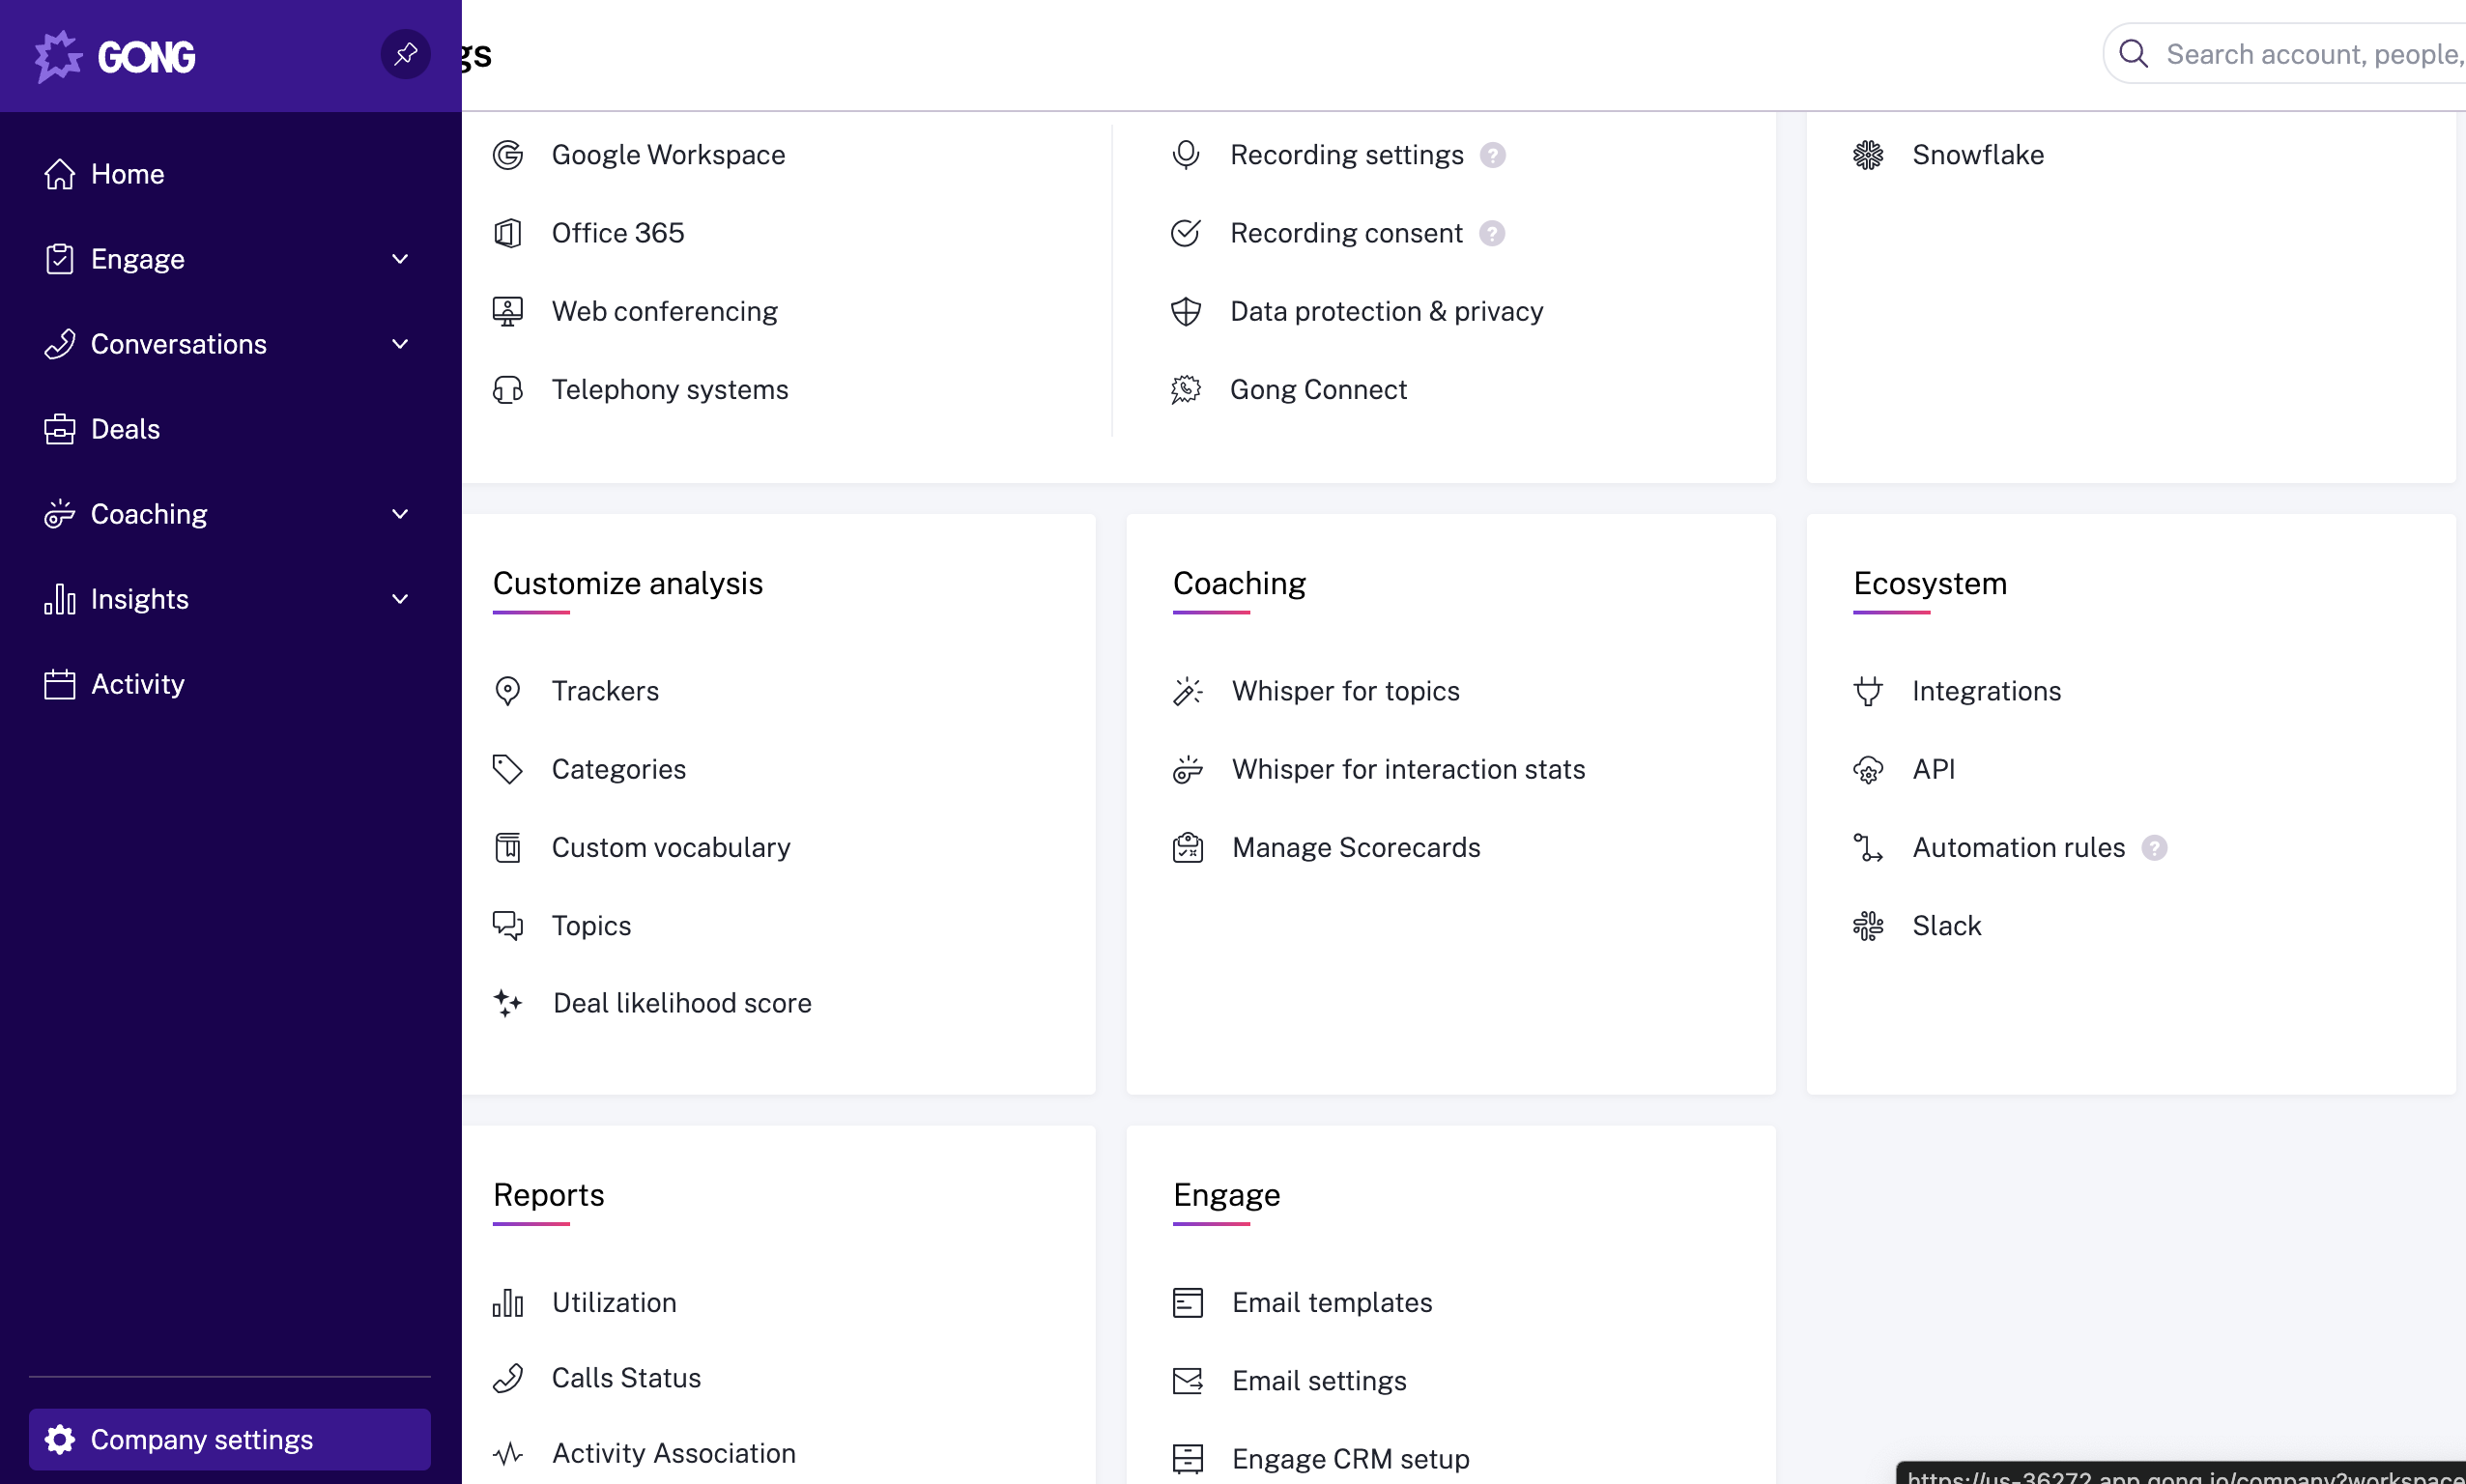 GONG
gs
Search account, people,
Home
Engage
Conversations
Deals
Coaching
Insights
Activity
Company settings
Google Workspace
Office 365
Web conferencing
Telephony systems
Recording settings ?
Recording consent ?
Data protection & privacy
Gong Connect
Snowflake
Customize analysis
Trackers
Categories
Custom vocabulary
Topics
Deal likelihood score
Coaching
Whisper for topics
Whisper for interaction stats
Manage Scorecards
Ecosystem
Integrations
API
Automation rules ?
Slack
Reports
Utilization
Calls Status
Activity Association
Engage
Email templates
Email settings
Engage CRM setup
https://us-36272.app.gong.io/company?workspace